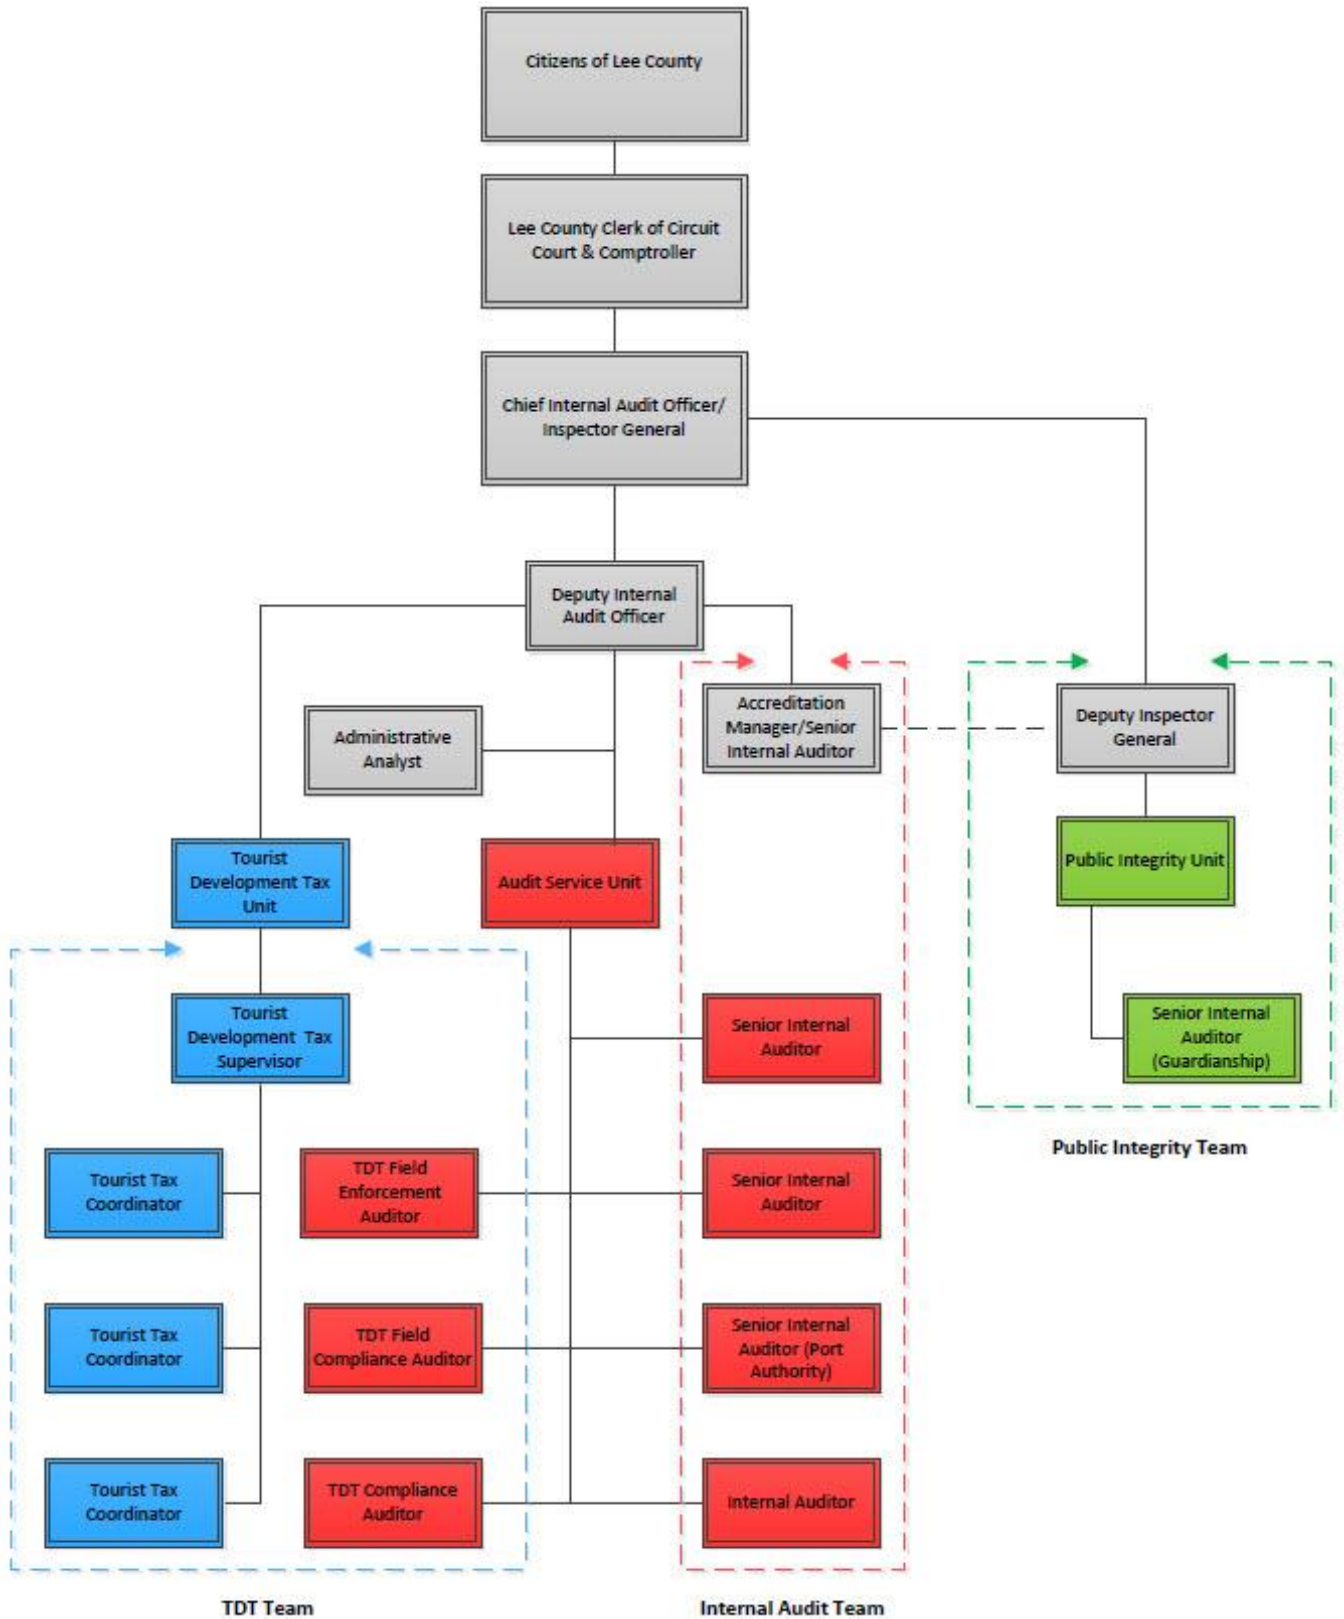 Citizens of Lee County
Lee County Clerk of Circuit
Court & Comptroller
Chief Internal Audit Officer/
Inspector General
Deputy Internal
Audit Officer
Administrative
Analyst
Accreditation
Manager/Senior
Internal Auditor
Deputy Inspector
General
Tourist
Development Tax
Unit
Audit Service Unit
Public Integrity Unit
Tourist
Development Tax
Supervisor
Senior Internal
Auditor
Senior Internal
Auditor
(Guardianship)
Public Integrity Team
Tourist Tax
Coordinator
TDT Field
Enforcement
Auditor
Senior Internal
Auditor
Tourist Tax
Coordinator
TDT Field
Compliance Auditor
Senior Internal
Auditor (Port
Authority)
Tourist Tax
Coordinator
TDT Compliance
Auditor
Internal Auditor
TDT Team
Internal Audit Team